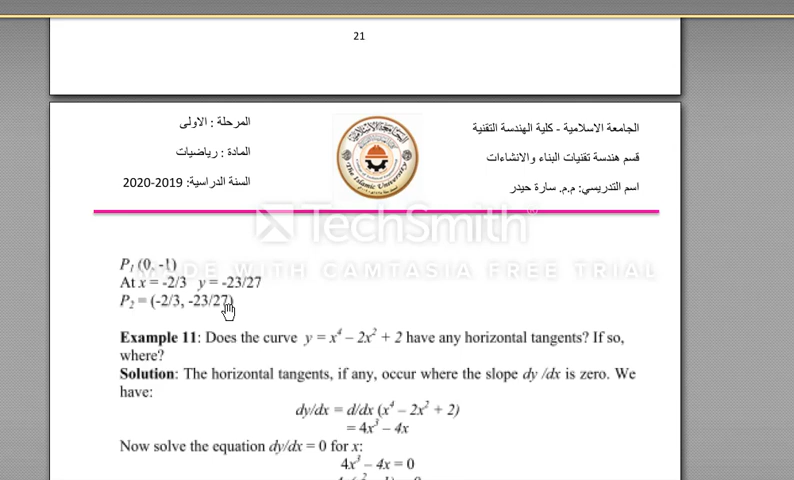 21
الجامعة الاسلامية - كلية الهندسة التقنية
المرحلة : الاولى
قسم هندسة تقنيات البناء والانشاءات
المادة : رياضيات
اسم التدريسي: م.م. سارة حيدر
السنة الدراسية: 2019-2020
The Islamic University
TechSmith
MADE WITH CAMTASIA FREE TRIAL
P₁ (0, -1)
At x = -2/3 y = -23/27
P₂ = (-2/3, -23/27)
Example 11: Does the curve y = x⁴ – 2x² + 2 have any horizontal tangents? If so,
where?
Solution: The horizontal tangents, if any, occur where the slope dy /dx is zero. We
have:
dy/dx = d/dx (x⁴ – 2x² + 2)
= 4x³ – 4x
Now solve the equation dy/dx = 0 for x:
4x³ – 4x = 0